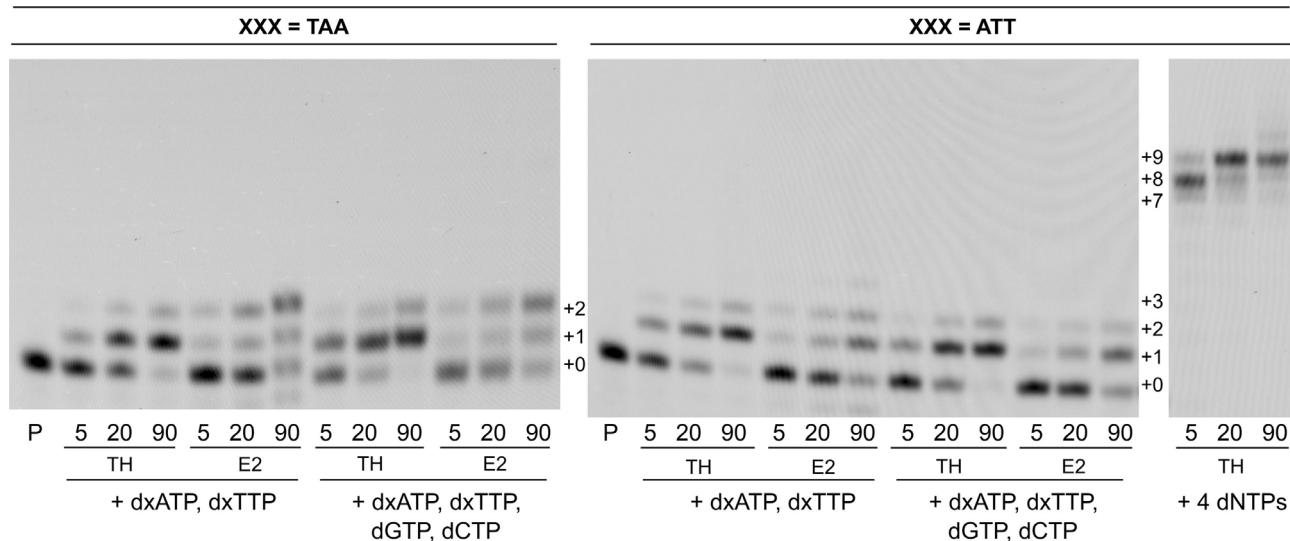 XXX = TAA
XXX = ATT
+2
+1
+0
+3
+2
+1
+0
+9
+8
+7
P 5 20 90 5 20 90 5 20 90 5 20 90
P 5 20 90 5 20 90 5 20 90 5 20 90
5 20 90
TH E2 TH E2
TH E2 TH E2
TH
+ dxATP, dxTTP
+ dxATP, dxTTP,
dGTP, dCTP
+ dxATP, dxTTP
+ dxATP, dxTTP,
dGTP, dCTP
+ 4 dNTPs